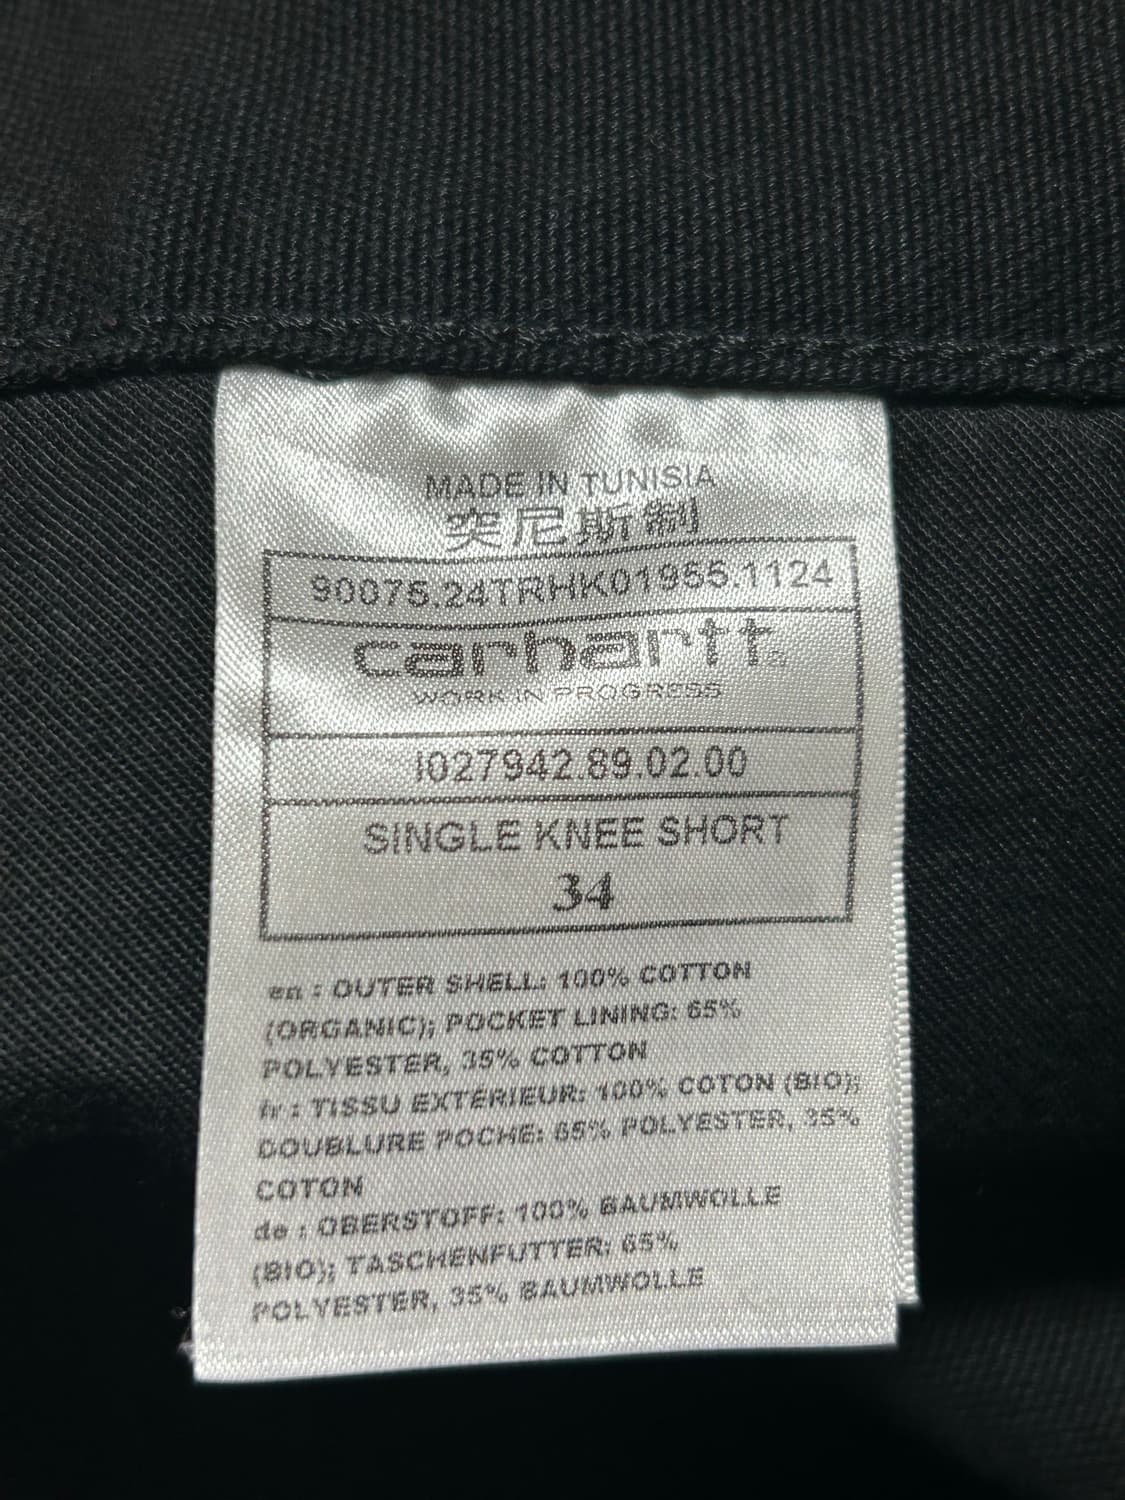 MADE IN TUNISIA
突尼斯制
90075.24TRHK01955.1124
carhartt
WORK IN PROGRESS
I027942.89.02.00
SINGLE KNEE SHORT
34
en : OUTER SHELL: 100% COTTON
(ORGANIC); POCKET LINING: 65%
POLYESTER, 35% COTTON
fr : TISSU EXTÉRIEUR: 100% COTON (BIO);
DOUBLURE POCHE: 65% POLYESTER, 35%
COTON
de : OBERSTOFF: 100% BAUMWOLLE
(BIO); TASCHENFUTTER: 65%
POLYESTER, 35% BAUMWOLLE